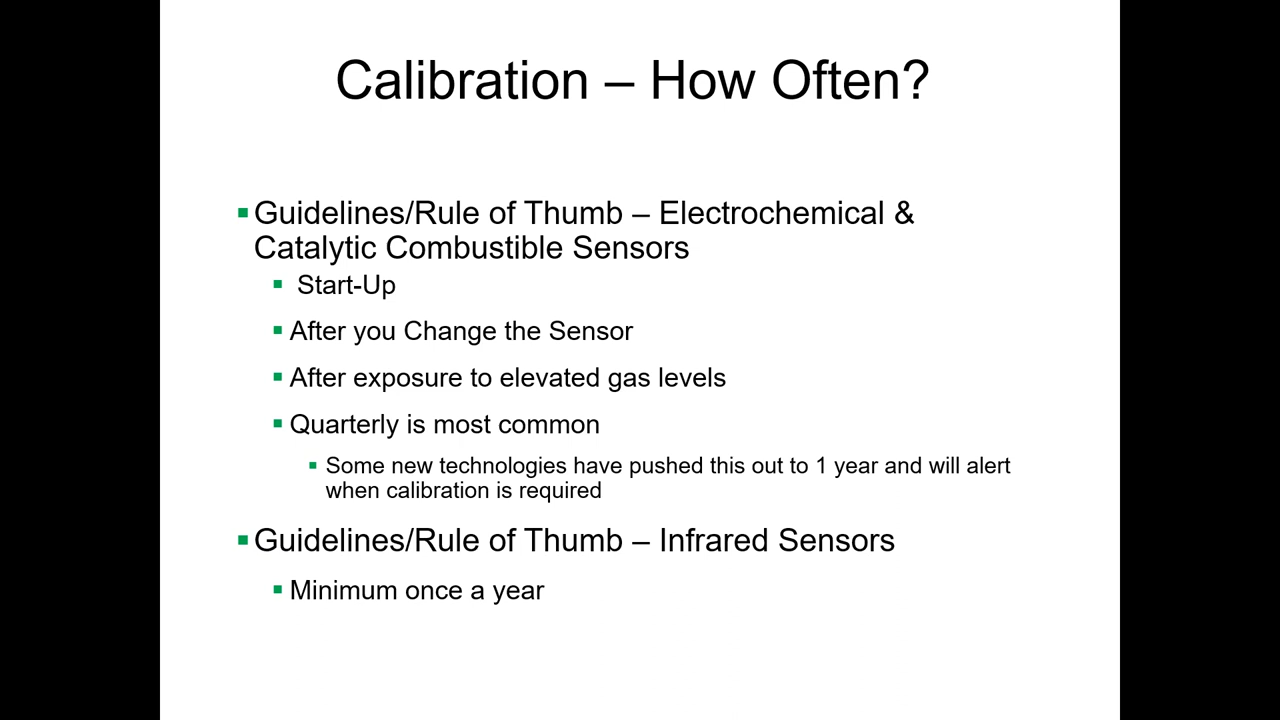 Calibration – How Often?
Guidelines/Rule of Thumb – Electrochemical &
Catalytic Combustible Sensors
Start-Up
After you Change the Sensor
After exposure to elevated gas levels
Quarterly is most common
Some new technologies have pushed this out to 1 year and will alert
when calibration is required
Guidelines/Rule of Thumb – Infrared Sensors
Minimum once a year